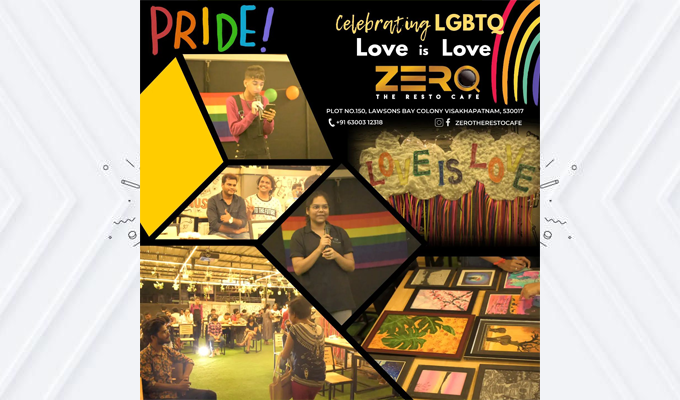 PRIDE!
Celebrating LGBTQ
Love is Love
ZERO
THE RESTO CAFE
PLOT NO.150, LAWSONS BAY COLONY VISAKHAPATNAM, 530017
+91 63003 12318
ZEROTHERESTOCAFE
LOVE IS LOVE